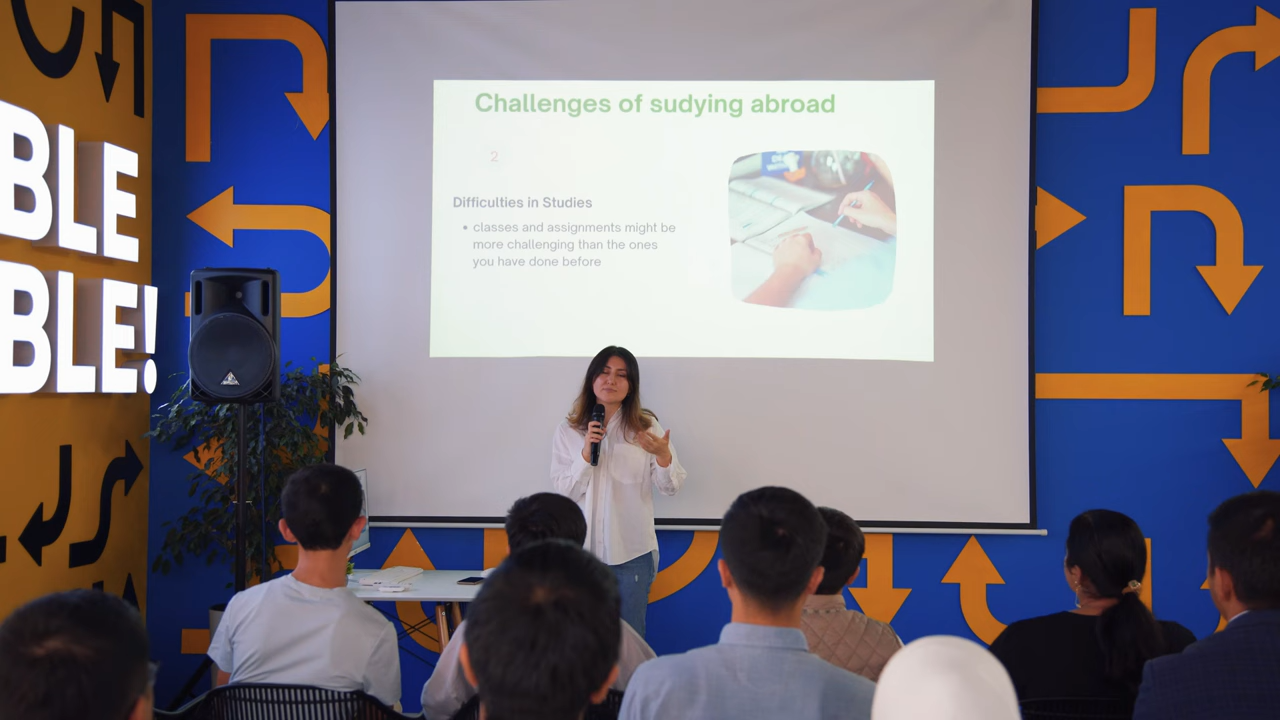 BLE
BLE!
Challenges of sudying abroad
2
Difficulties in Studies
• classes and assignments might be
more challenging than the ones
you have done before